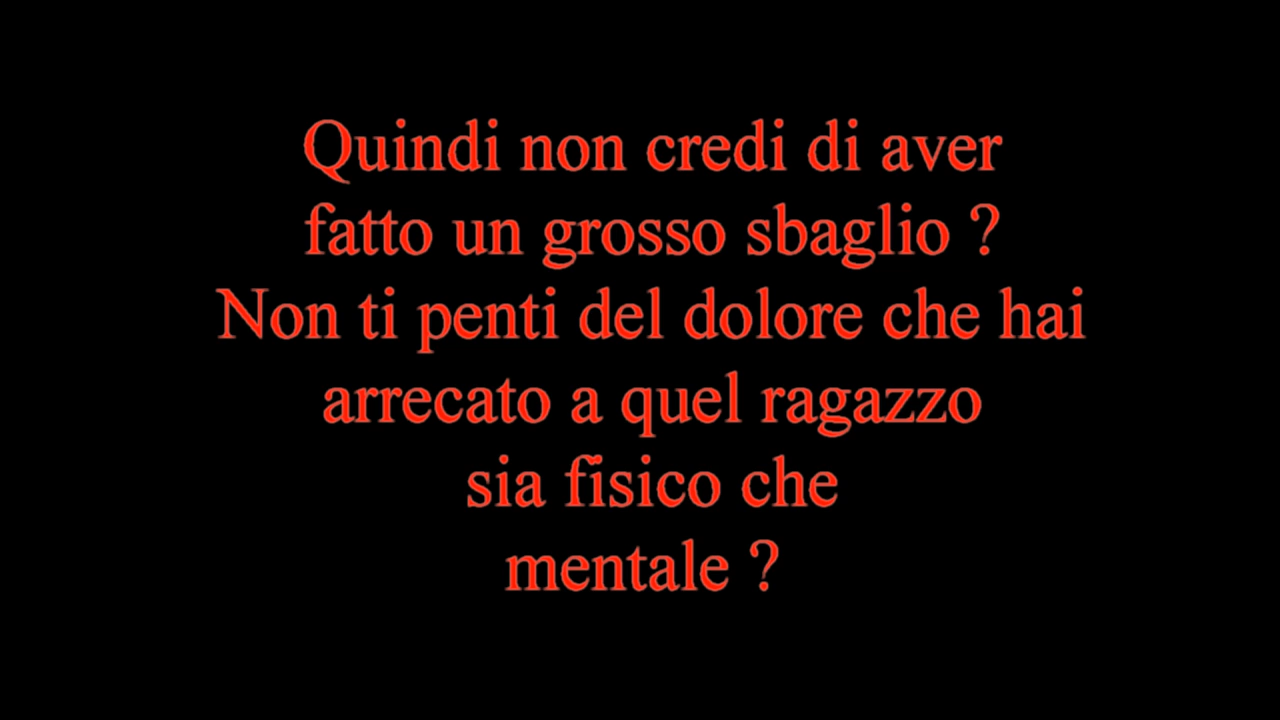 Quindi non credi di aver
fatto un grosso sbaglio ?
Non ti penti del dolore che hai
arrecato a quel ragazzo
sia fisico che
mentale ?